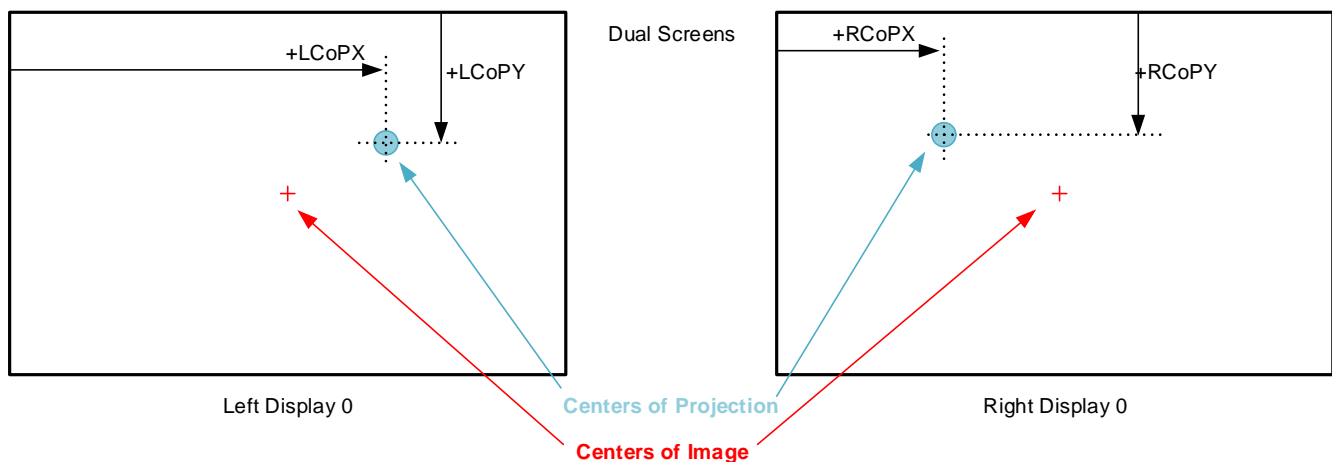 Dual Screens
+LCoPX
+LCoPY
+RCoPX
+RCoPY
Left Display 0
Centers of Projection
Right Display 0
Centers of Image